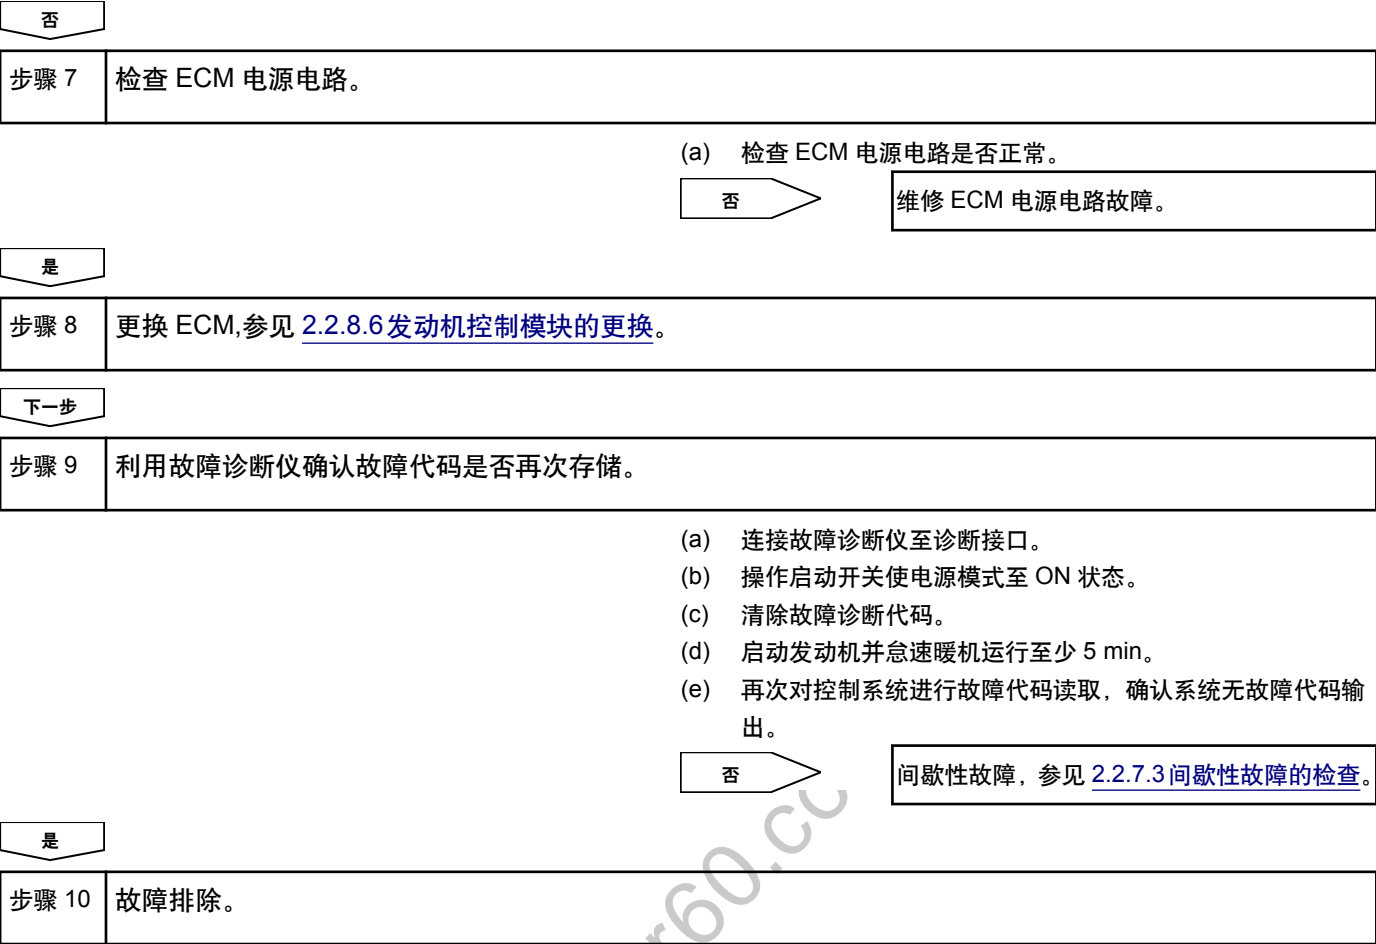 否
步骤 7 检查 ECM 电源电路。
(a) 检查 ECM 电源电路是否正常。
否 维修 ECM 电源电路故障。
是
步骤 8 更换 ECM,参见 2.2.8.6发动机控制模块的更换。
下一步
步骤 9 利用故障诊断仪确认故障代码是否再次存储。
(a) 连接故障诊断仪至诊断接口。
(b) 操作启动开关使电源模式至 ON 状态。
(c) 清除故障诊断代码。
(d) 启动发动机并怠速暖机运行至少 5 min。
(e) 再次对控制系统进行故障代码读取，确认系统无故障代码输
出。
否 间歇性故障，参见 2.2.7.3间歇性故障的检查。
是
步骤 10 故障排除。